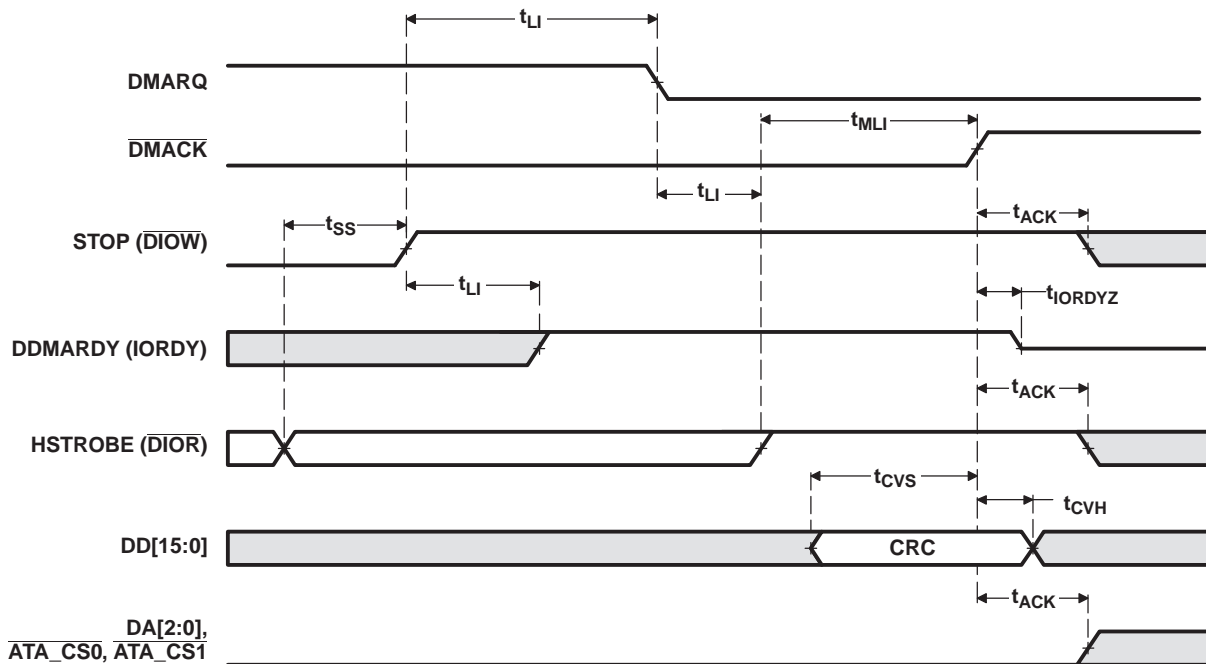 tLI
DMARQ
tMLI
DMACK
tLI
tSS
tACK
STOP (DIOW)
tLI
tIORDYZ
DDMARDY (IORDY)
tACK
HSTROBE (DIOR)
tCVS
tCVH
DD[15:0]
CRC
tACK
DA[2:0],
ATA_CS0, ATA_CS1